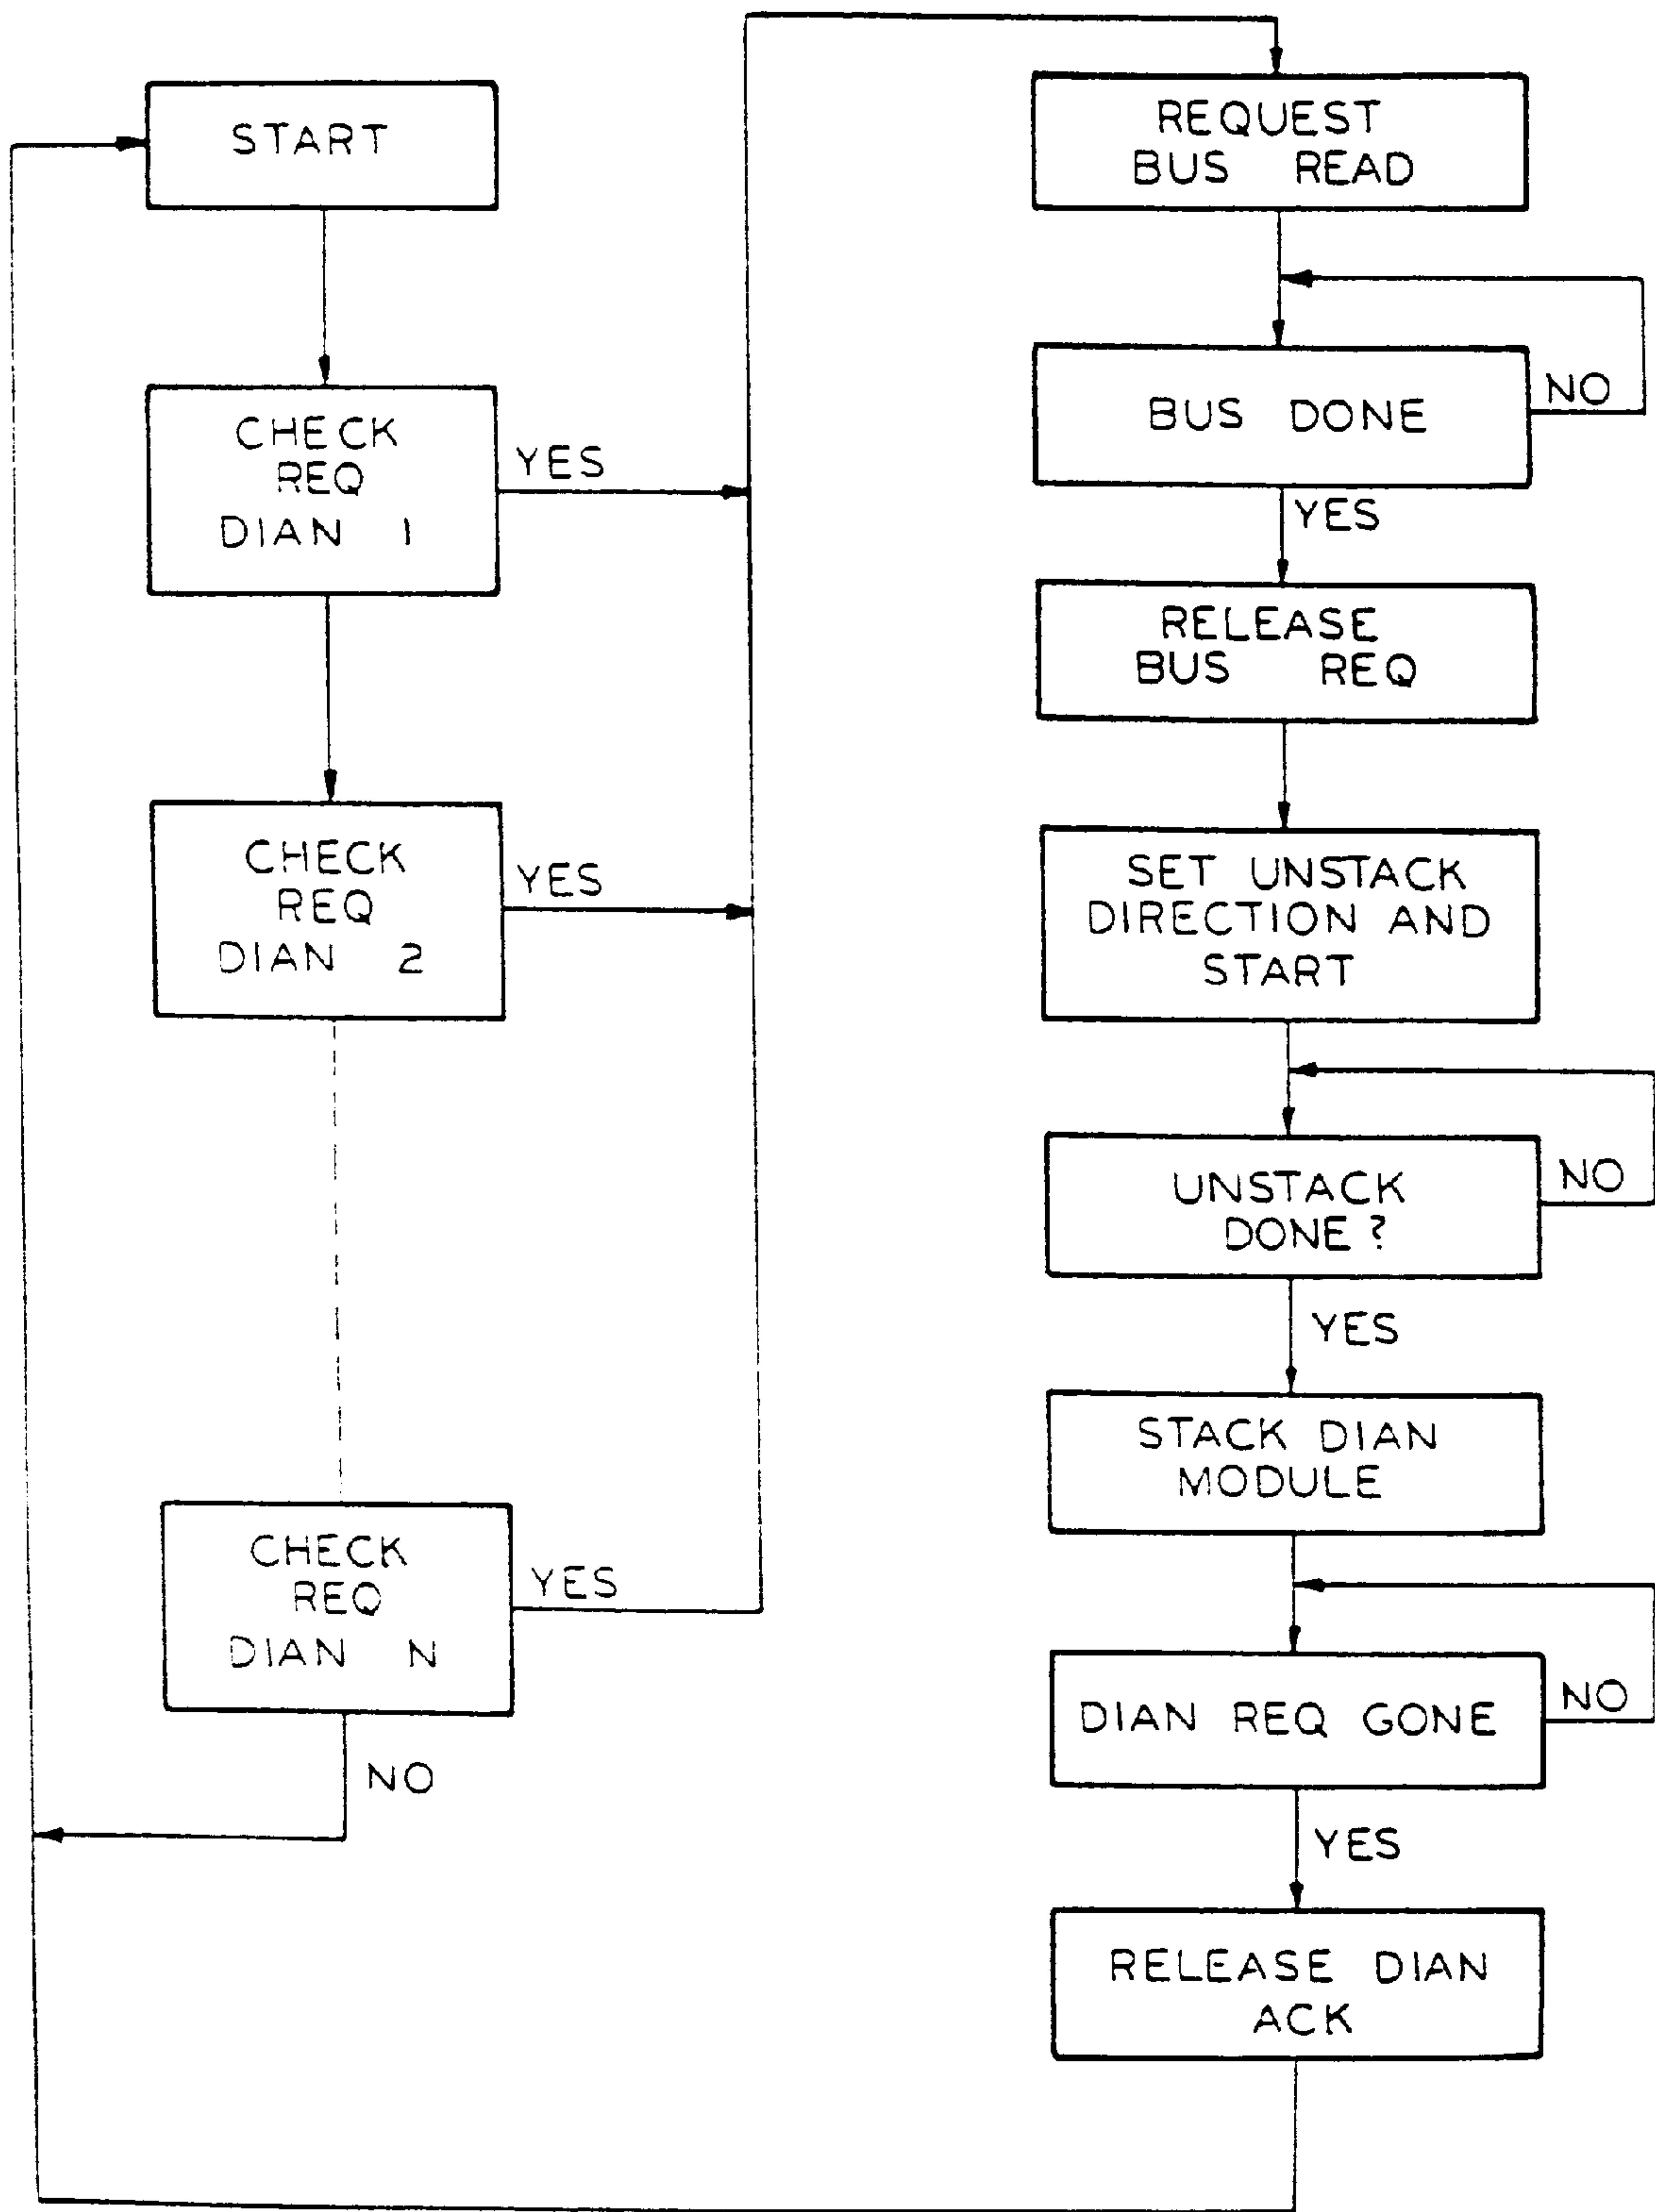 START
CHECK
REQ
DIAN 1
YES
CHECK
REQ
DIAN 2
YES
CHECK
REQ
DIAN N
YES
NO
REQUEST
BUS READ
BUS DONE
NO
YES
RELEASE
BUS REQ
SET UNSTACK
DIRECTION AND
START
UNSTACK
DONE?
NO
YES
STACK DIAN
MODULE
DIAN REQ GONE
NO
YES
RELEASE DIAN
ACK